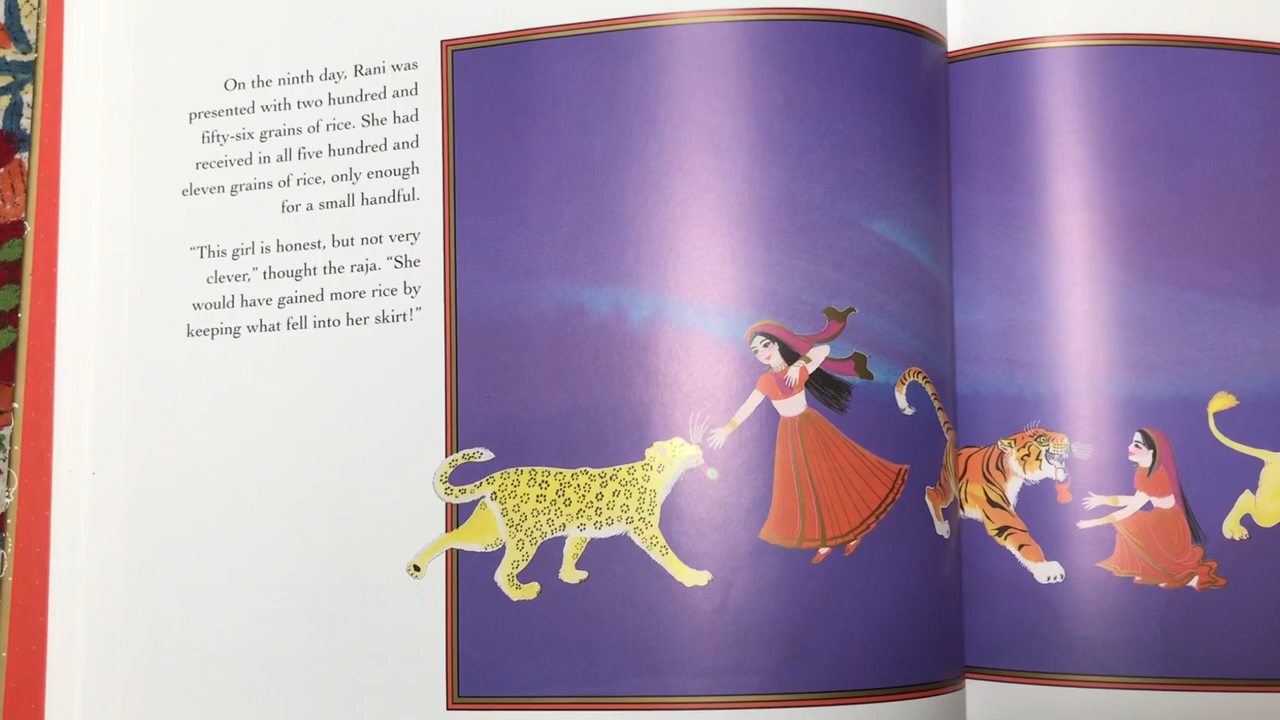 On the ninth day, Rani was
presented with two hundred and
fifty-six grains of rice. She had
received in all five hundred and
eleven grains of rice, only enough
for a small handful.
“This girl is honest, but not very
clever,” thought the raja. “She
would have gained more rice by
keeping what fell into her skirt!”